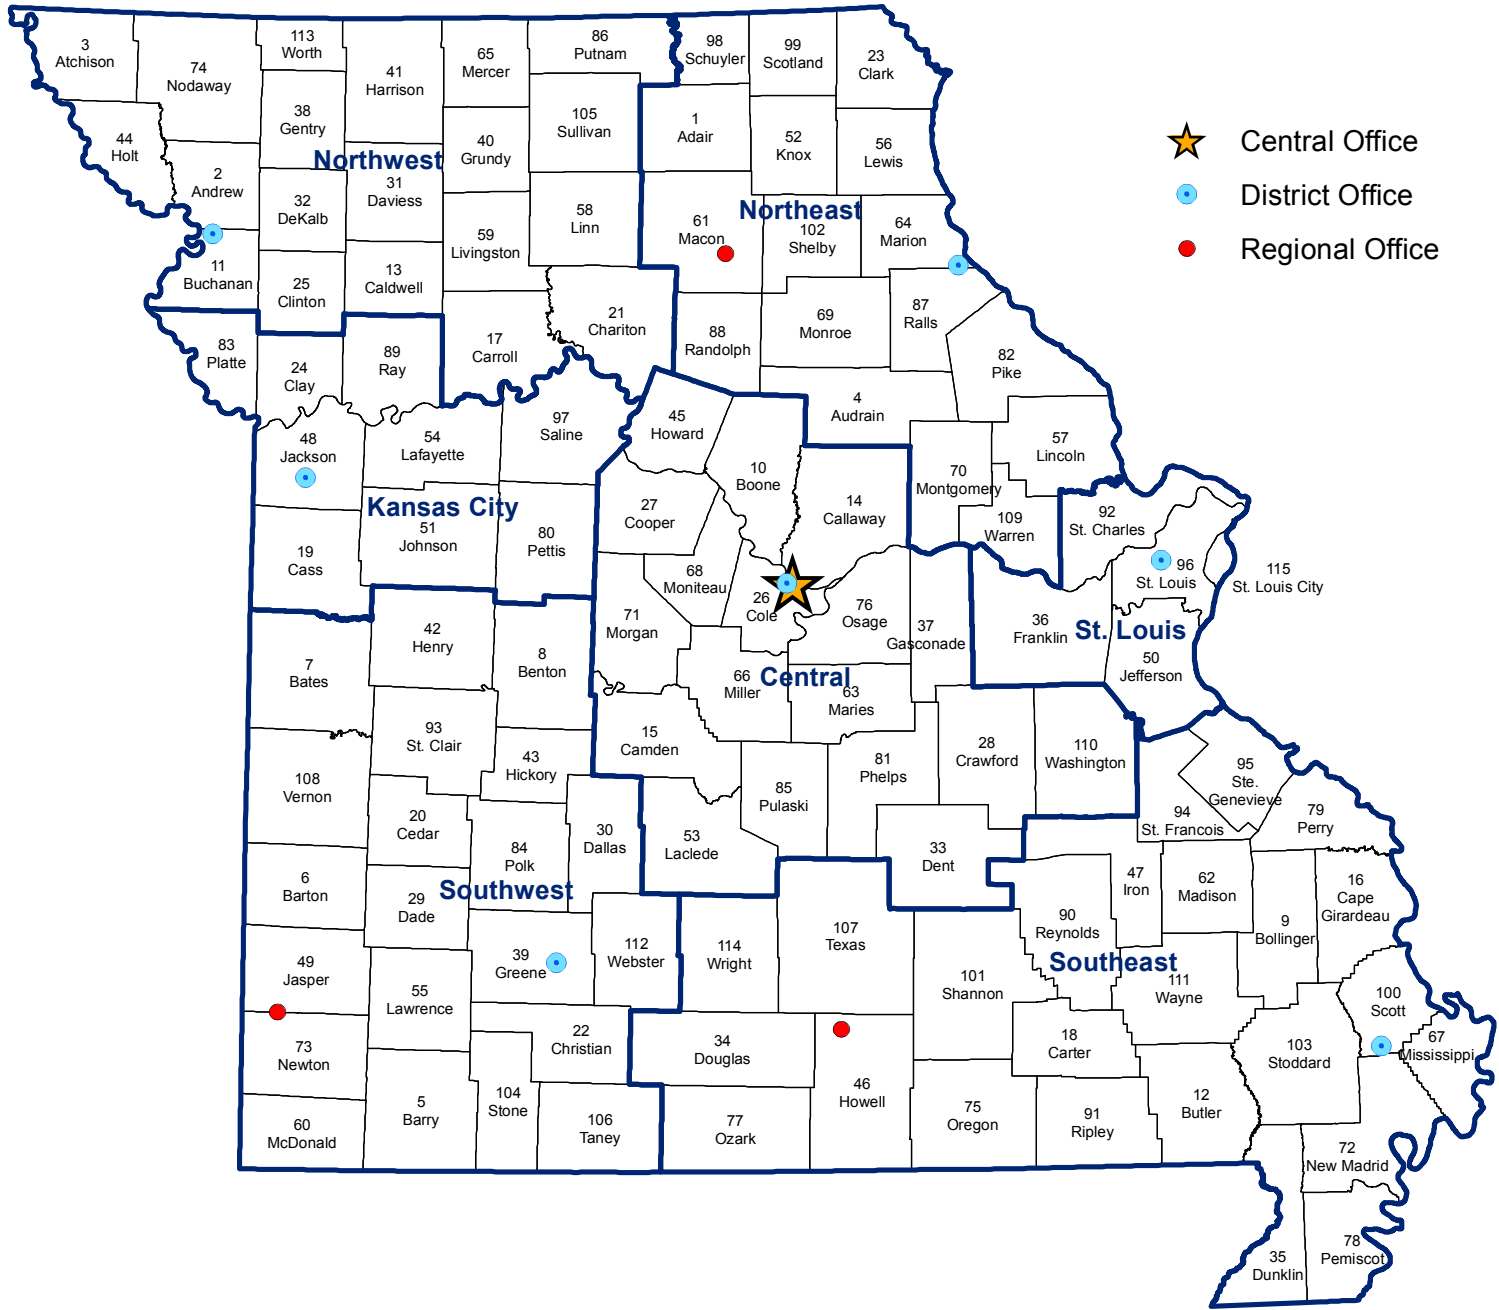 3
Atchison
74
Nodaway
113
Worth
41
Harrison
65
Mercer
86
Putnam
98
Schuyler
99
Scotland
23
Clark
44
Holt
38
Gentry
40
Grundy
105
Sullivan
1
Adair
52
Knox
56
Lewis
Central Office
District Office
Regional Office
Northwest
2
Andrew
32
DeKalb
31
Daviess
59
Livingston
58
Linn
61
Macon
Northeast
102
Shelby
64
Marion
11
Buchanan
25
Clinton
13
Caldwell
17
Carroll
21
Chariton
88
Randolph
69
Monroe
87
Ralls
82
Pike
83
Platte
24
Clay
89
Ray
97
Saline
45
Howard
4
Audrain
57
Lincoln
48
Jackson
54
Lafayette
10
Boone
70
Montgomery
Kansas City
27
Cooper
14
Callaway
109
Warren
92
St. Charles
19
Cass
51
Johnson
80
Pettis
68
Moniteau
26
Cole
76
Osage
37
Gasconade
36
Franklin
96
St. Louis
115
St. Louis City
St. Louis
50
Jefferson
7
Bates
42
Henry
8
Benton
71
Morgan
66
Miller
Central
63
Maries
93
St. Clair
43
Hickory
15
Camden
85
Pulaski
81
Phelps
28
Crawford
110
Washington
95
Ste.
Genevieve
108
Vernon
20
Cedar
84
Polk
30
Dallas
53
Laclede
33
Dent
94
St. Francois
79
Perry
6
Barton
29
Dade
Southwest
47
Iron
62
Madison
16
Cape
Girardeau
90
Reynolds
9
Bollinger
49
Jasper
39
Greene
112
Webster
114
Wright
107
Texas
101
Shannon
Southeast
111
Wayne
100
Scott
55
Lawrence
73
Newton
22
Christian
34
Douglas
46
Howell
18
Carter
103
Stoddard
67
Mississippi
60
McDonald
5
Barry
104
Stone
106
Taney
77
Ozark
75
Oregon
91
Ripley
12
Butler
72
New Madrid
35
Dunklin
78
Pemiscot